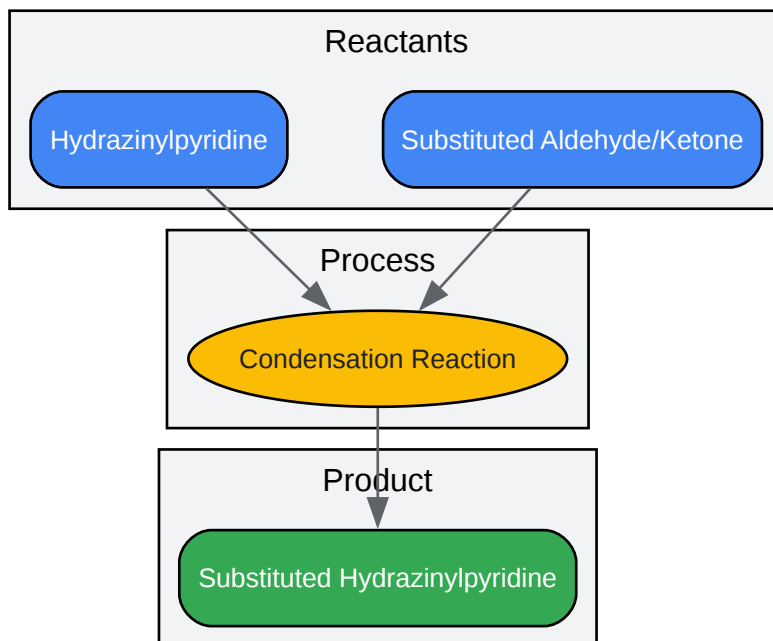 Reactants
Hydrazinylpyridine
Substituted Aldehyde/Ketone
Process
Condensation Reaction
Product
Substituted Hydrazinylpyridine